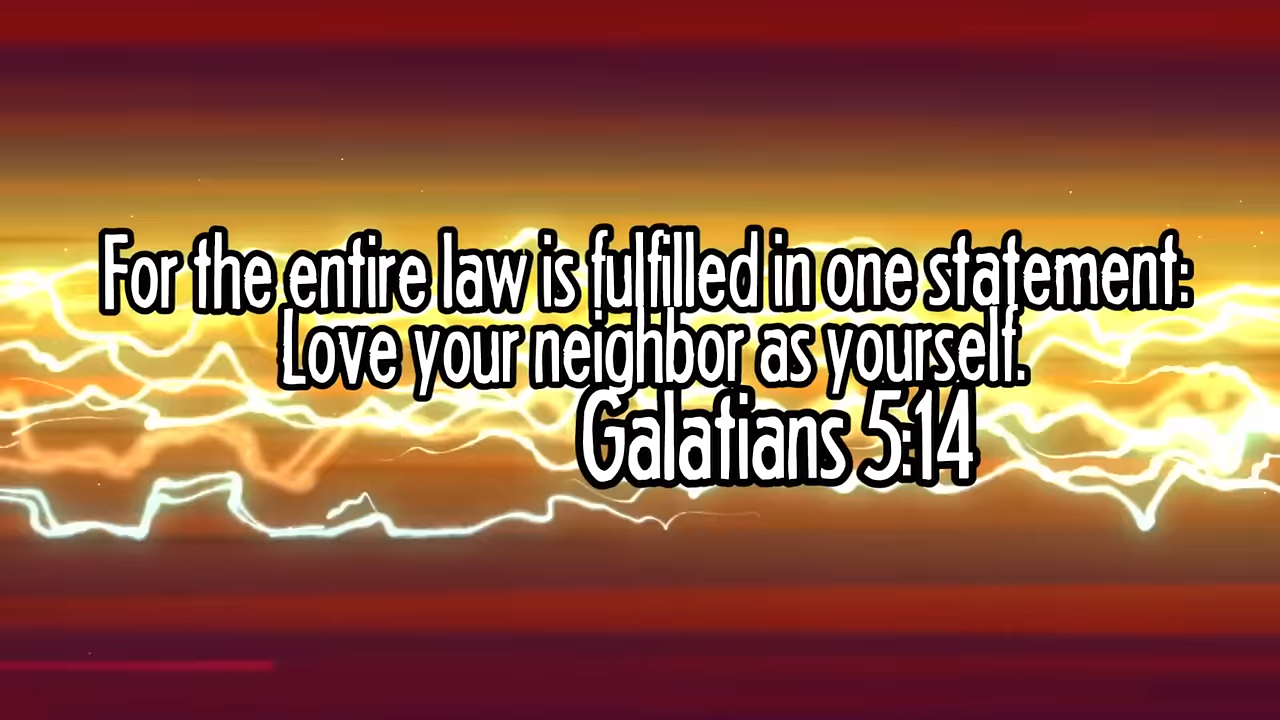 For the entire law is fulfilled in one statement:
Love your neighbor as yourself.
Galatians 5:14